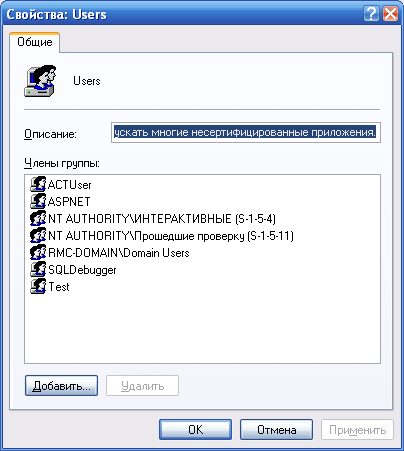 Свойства: Users
Общие
Users
Описание:
ускать многие несертифицированные приложения.
Члены группы:
ACTUser
ASPNET
NT AUTHORITY\ИНТЕРАКТИВНЫЕ (S-1-5-4)
NT AUTHORITY\Прошедшие проверку (S-1-5-11)
RMC-DOMAIN\Domain Users
SQLDebugger
Test
Добавить...
Удалить
OK
Отмена
Применить